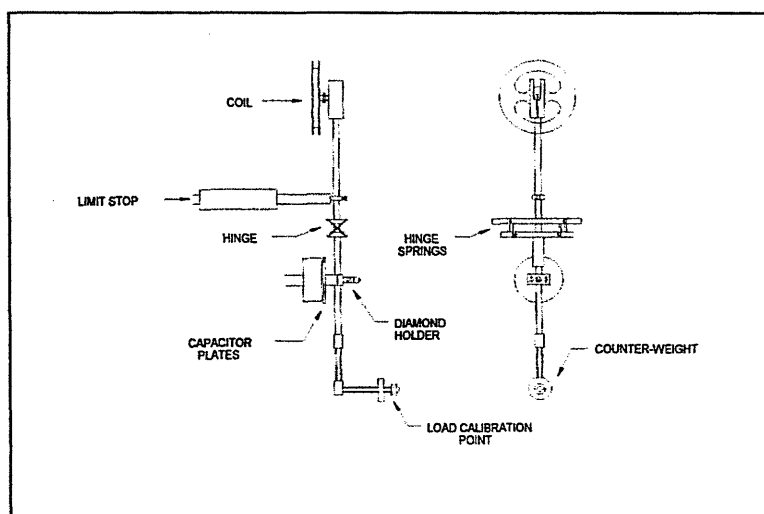 COIL
LIMIT STOP
HINGE
HINGE
SPRINGS
DIAMOND
HOLDER
CAPACITOR
PLATES
COUNTER-WEIGHT
LOAD CALIBRATION
POINT